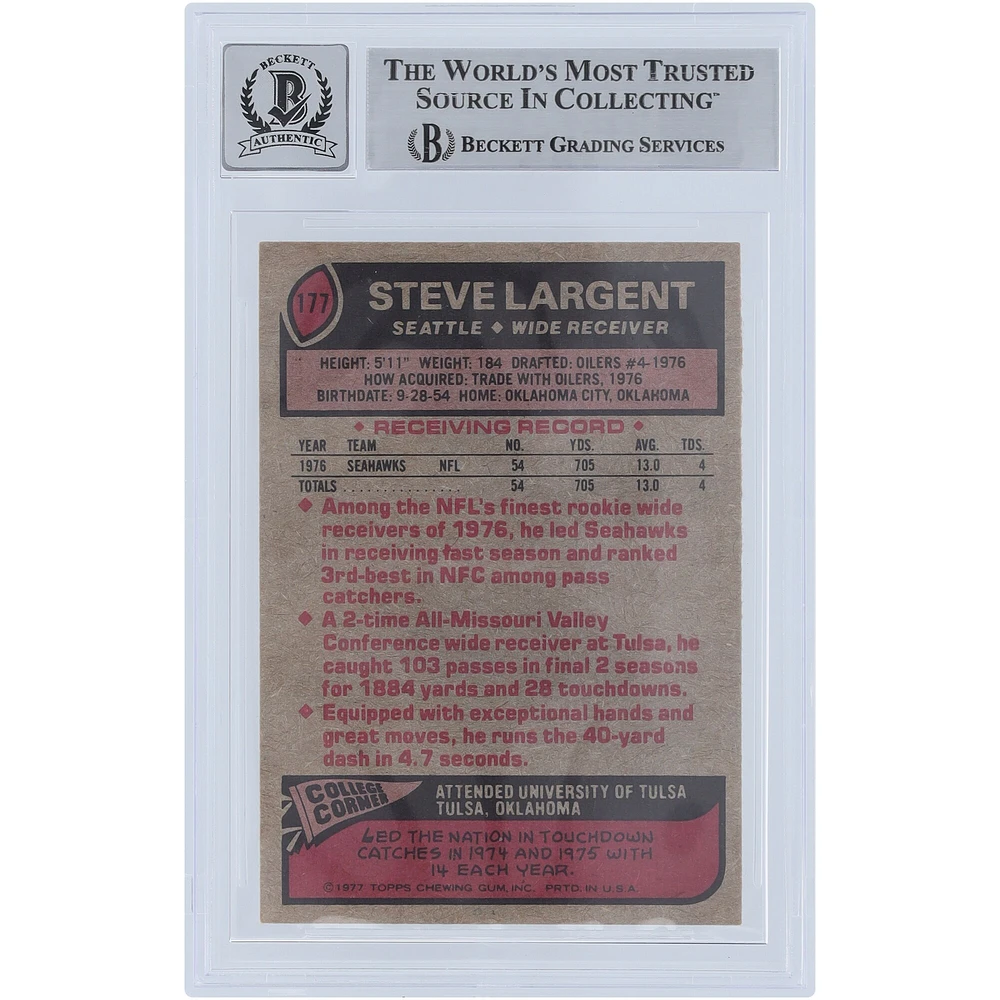 BECKETT
B
AUTHENTIC
THE WORLD'S MOST TRUSTED
SOURCE IN COLLECTING™
B BECKETT GRADING SERVICES
177
STEVE LARGENT
SEATTLE ◆ WIDE RECEIVER
HEIGHT: 5'11" WEIGHT: 184 DRAFTED: OILERS #4-1976
HOW ACQUIRED: TRADE WITH OILERS, 1976
BIRTHDATE: 9-28-54 HOME: OKLAHOMA CITY, OKLAHOMA
◆ RECEIVING RECORD ◆
YEAR TEAM NO. YDS. AVG. TDS.
1976 SEAHAWKS NFL 54 705 13.0 4
TOTALS . . . . . . . . . . . . . . . 54 705 13.0 4
◆ Among the NFL's finest rookie wide
receivers of 1976, he led Seahawks
in receiving last season and ranked
3rd-best in NFC among pass
catchers.
◆ A 2-time All-Missouri Valley
Conference wide receiver at Tulsa, he
caught 103 passes in final 2 seasons
for 1884 yards and 28 touchdowns.
◆ Equipped with exceptional hands and
great moves, he runs the 40-yard
dash in 4.7 seconds.
COLLEGE
CORNER
ATTENDED UNIVERSITY OF TULSA
TULSA, OKLAHOMA
LED THE NATION IN TOUCHDOWN
CATCHES IN 1974 AND 1975 WITH
14 EACH YEAR.
©1977 TOPPS CHEWING GUM, INC. PRTD. IN U.S.A.